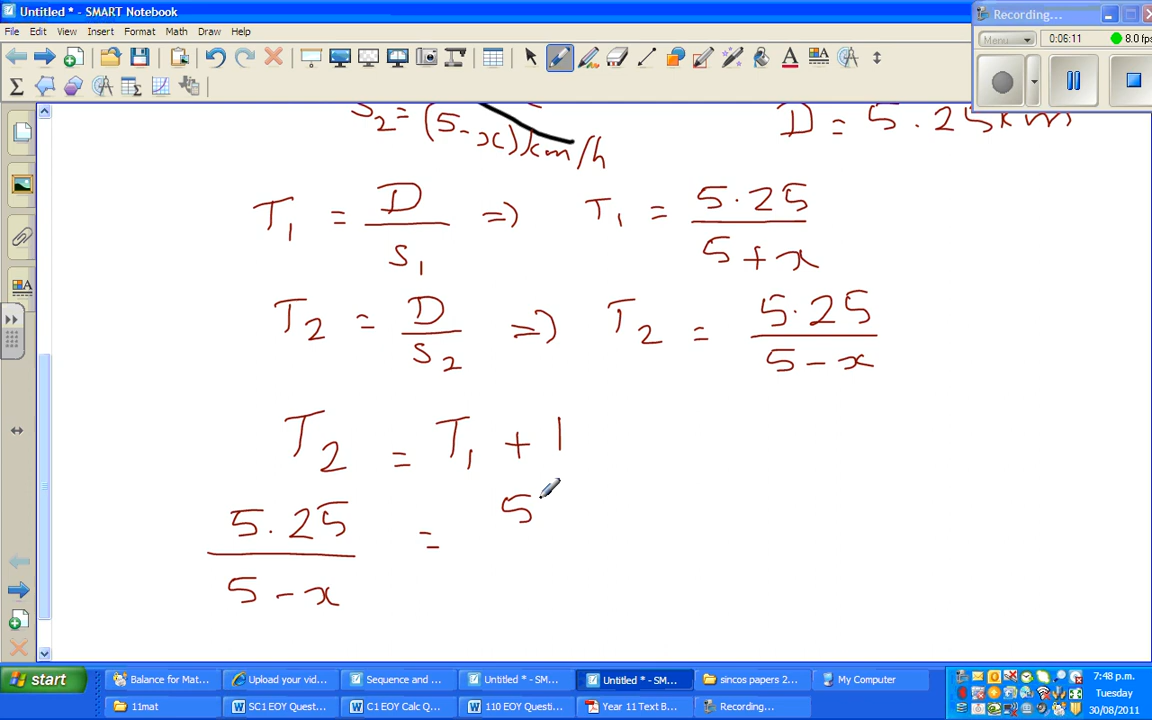 Untitled * - SMART Notebook
Recording...
File Edit View Insert Format Math Draw Help
Menu 0:06:11 8.0 fps
S₂ = (5-x) km/h
D = 5.25km
T₁ = D/S₁ => T₁ = 5.25/5+x
T₂ = D/S₂ => T₂ = 5.25/5-x
T₂ = T₁ + 1
5.25/5-x = 5
start Balance for Mat... Upload your vid... Sequence and ... Untitled * - SM... Untitled * - SM... sincos papers 2... My Computer 7:48 p.m.
Tuesday
11mat SC1 EOY Quest... C1 EOY Calc Q... 110 EOY Questi... Year 11 Text B... Recording... 30/08/2011